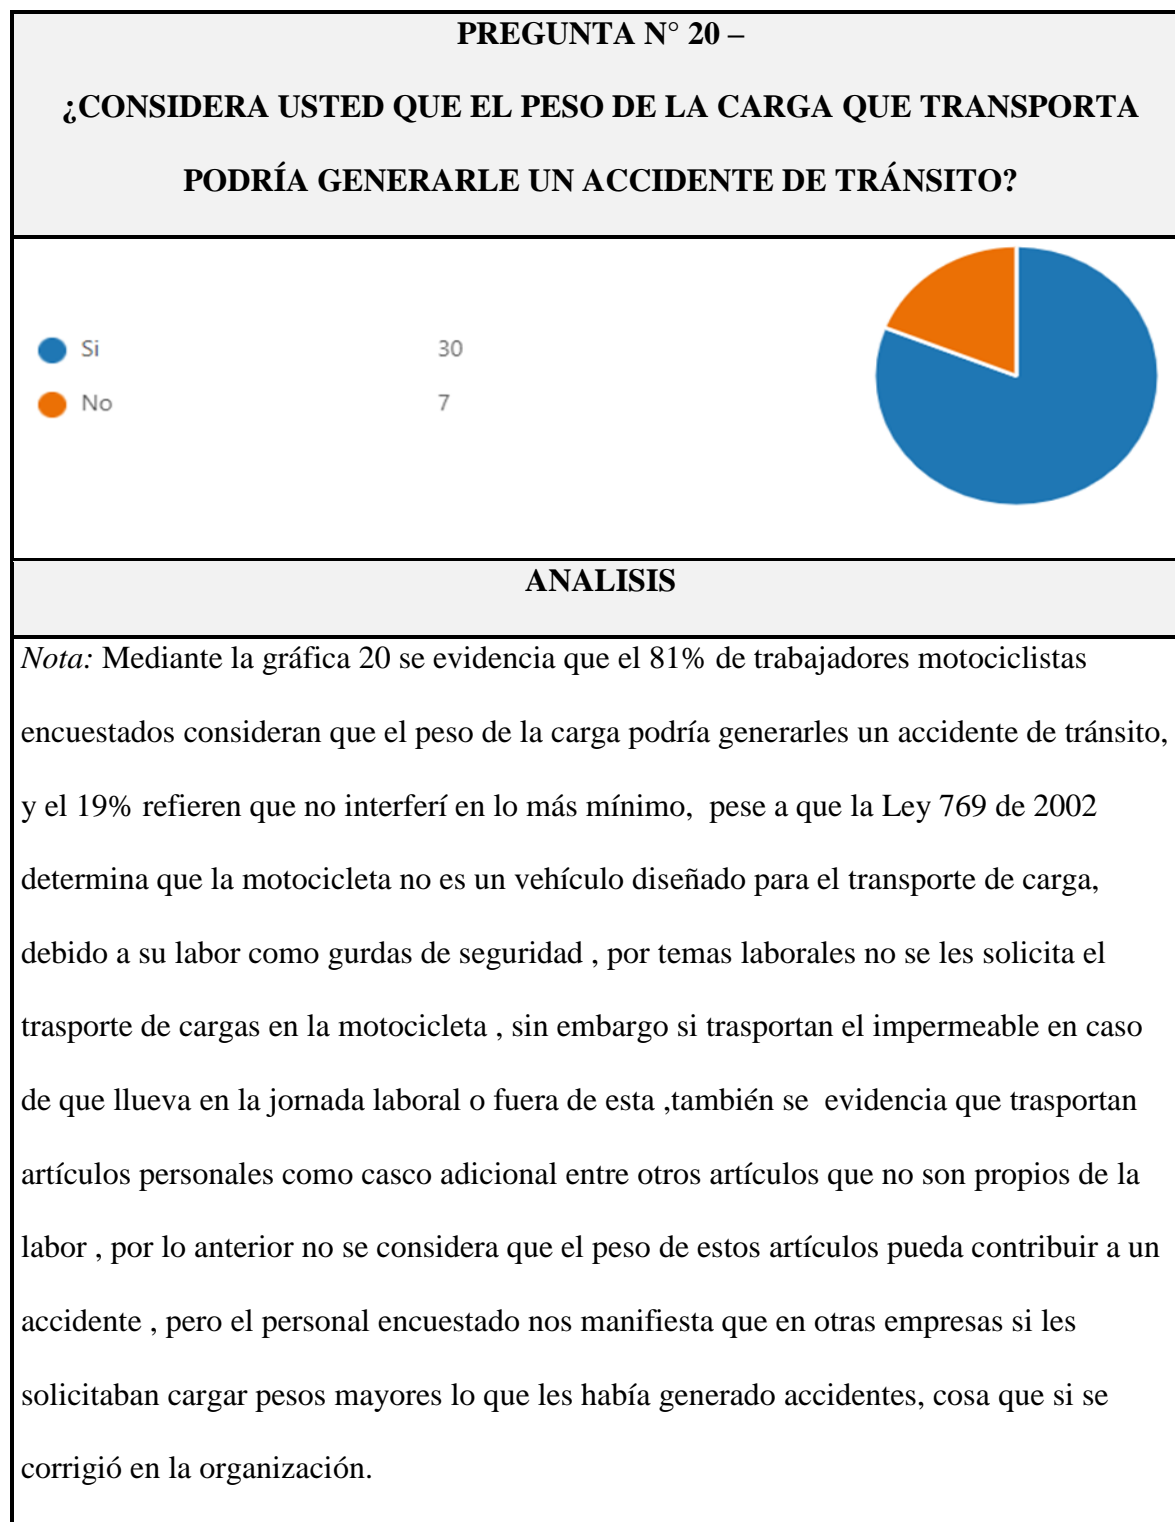 PREGUNTA N° 20 –
¿CONSIDERA USTED QUE EL PESO DE LA CARGA QUE TRANSPORTA
PODRÍA GENERARLE UN ACCIDENTE DE TRÁNSITO?
Si 30
No 7
ANALISIS
Nota: Mediante la gráfica 20 se evidencia que el 81% de trabajadores motociclistas
encuestados consideran que el peso de la carga podría generarles un accidente de tránsito,
y el 19% refieren que no interferí en lo más mínimo,  pese a que la Ley 769 de 2002
determina que la motocicleta no es un vehículo diseñado para el transporte de carga,
debido a su labor como gurdas de seguridad , por temas laborales no se les solicita el
trasporte de cargas en la motocicleta , sin embargo si trasportan el impermeable en caso
de que llueva en la jornada laboral o fuera de esta ,también se  evidencia que trasportan
artículos personales como casco adicional entre otros artículos que no son propios de la
labor , por lo anterior no se considera que el peso de estos artículos pueda contribuir a un
accidente , pero el personal encuestado nos manifiesta que en otras empresas si les
solicitaban cargar pesos mayores lo que les había generado accidentes, cosa que si se
corrigió en la organización.